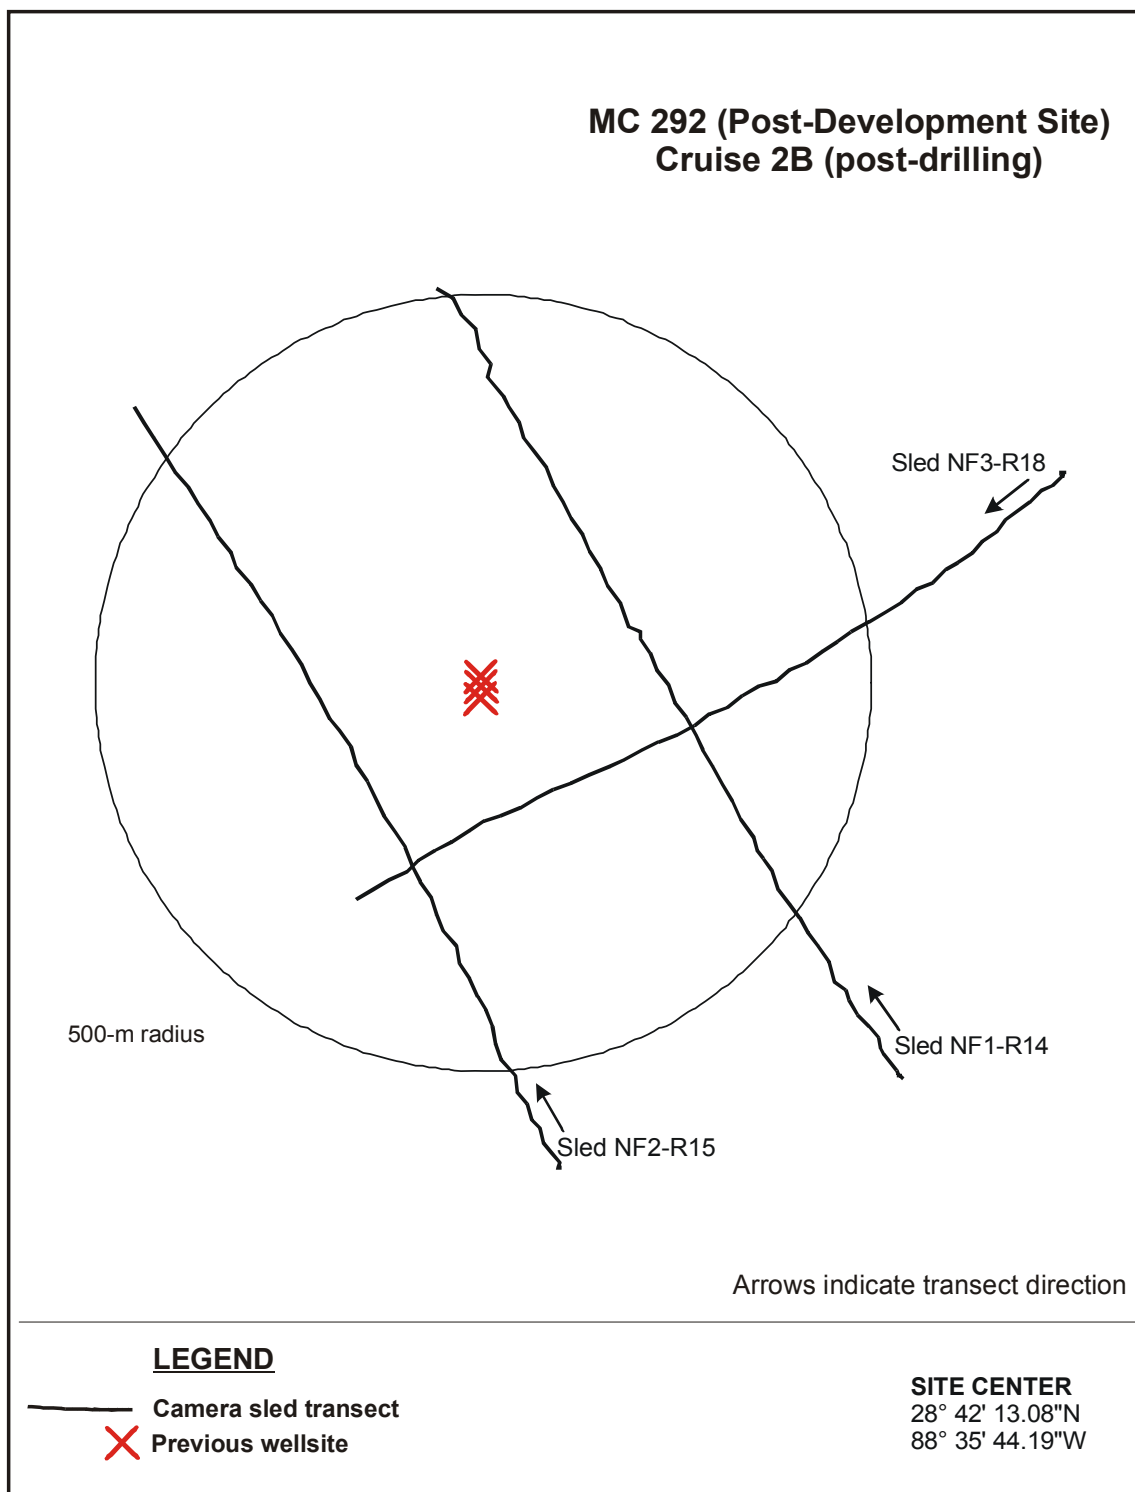 MC 292 (Post-Development Site)
Cruise 2B (post-drilling)
Sled NF3-R18
500-m radius
Sled NF1-R14
Sled NF2-R15
Arrows indicate transect direction
LEGEND
Camera sled transect
Previous wellsite
SITE CENTER
28° 42' 13.08"N
88° 35' 44.19"W